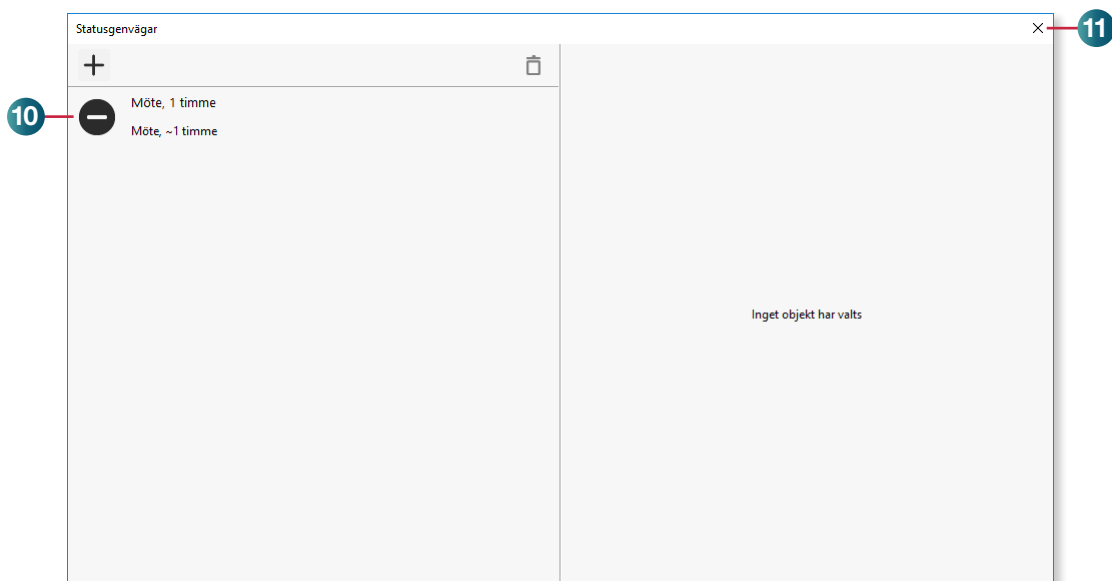 Statusgenvägar
11
10
Möte, 1 timme
Möte, ~1 timme
Inget objekt har valts